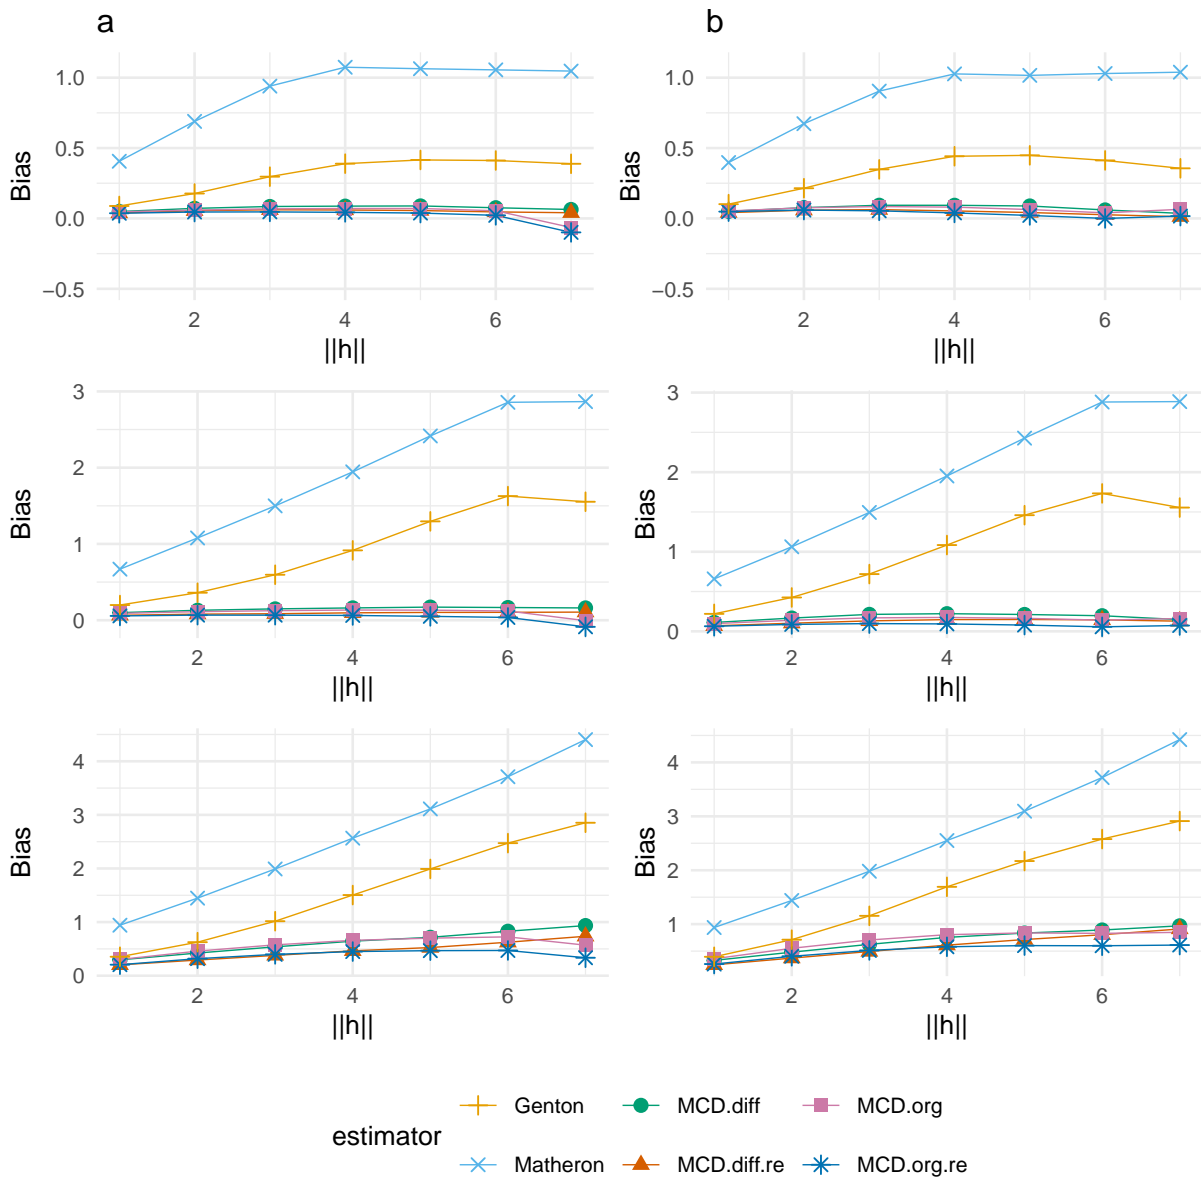 a
b
1.0
0.5
0.0
−0.5
Bias
2 4 6
||h||
Bias
1.0
0.5
0.0
−0.5
2 4 6
||h||
3
2
1
0
Bias
2 4 6
||h||
Bias
3
2
1
0
2 4 6
||h||
4
3
2
1
0
Bias
2 4 6
||h||
Bias
4
3
2
1
2 4 6
||h||
estimator
Genton MCD.diff MCD.org
Matheron MCD.diff.re MCD.org.re